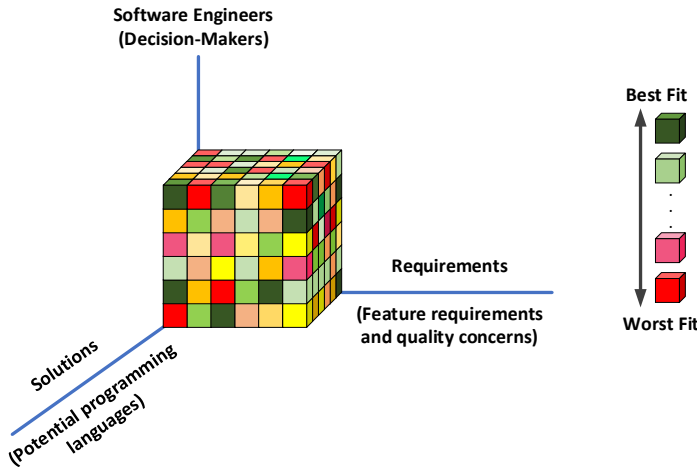 Software Engineers
(Decision-Makers)
Best Fit
Requirements
(Feature requirements
and quality concerns)
Worst Fit
Solutions
(Potential programming
languages)